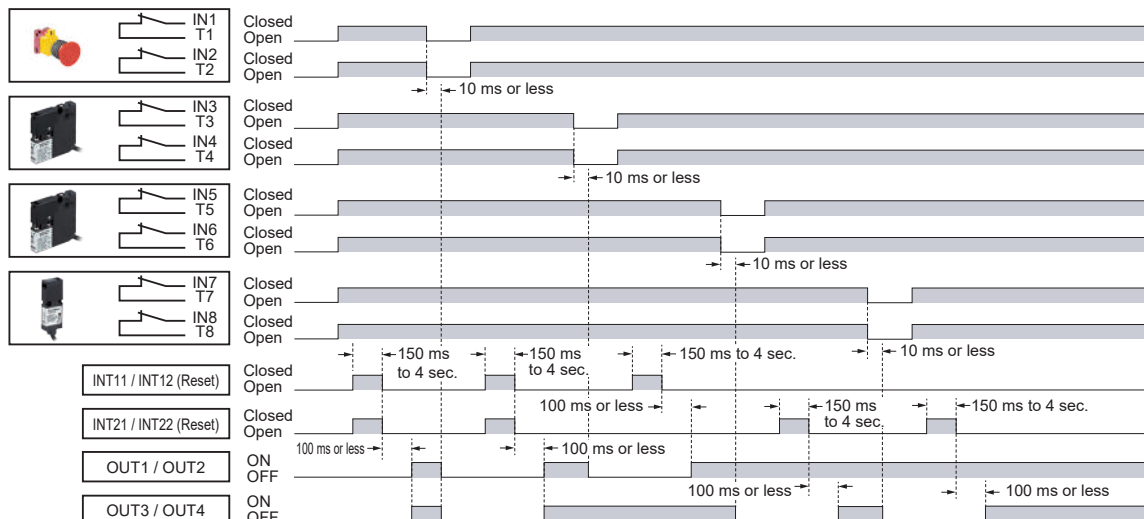 IN1 Closed
T1 Open
IN2 Closed
T2 Open
10 ms or less
IN3 Closed
T3 Open
IN4 Closed
T4 Open
10 ms or less
IN5 Closed
T5 Open
IN6 Closed
T6 Open
10 ms or less
IN7 Closed
T7 Open
IN8 Closed
T8 Open
10 ms or less
150 ms to 4 sec.
150 ms to 4 sec.
150 ms to 4 sec.
INT11 / INT12 (Reset) Closed
Open
100 ms or less
150 ms to 4 sec.
150 ms to 4 sec.
INT21 / INT22 (Reset) Closed
Open
100 ms or less
100 ms or less
OUT1 / OUT2 ON
OFF
100 ms or less
100 ms or less
OUT3 / OUT4 ON
OFF